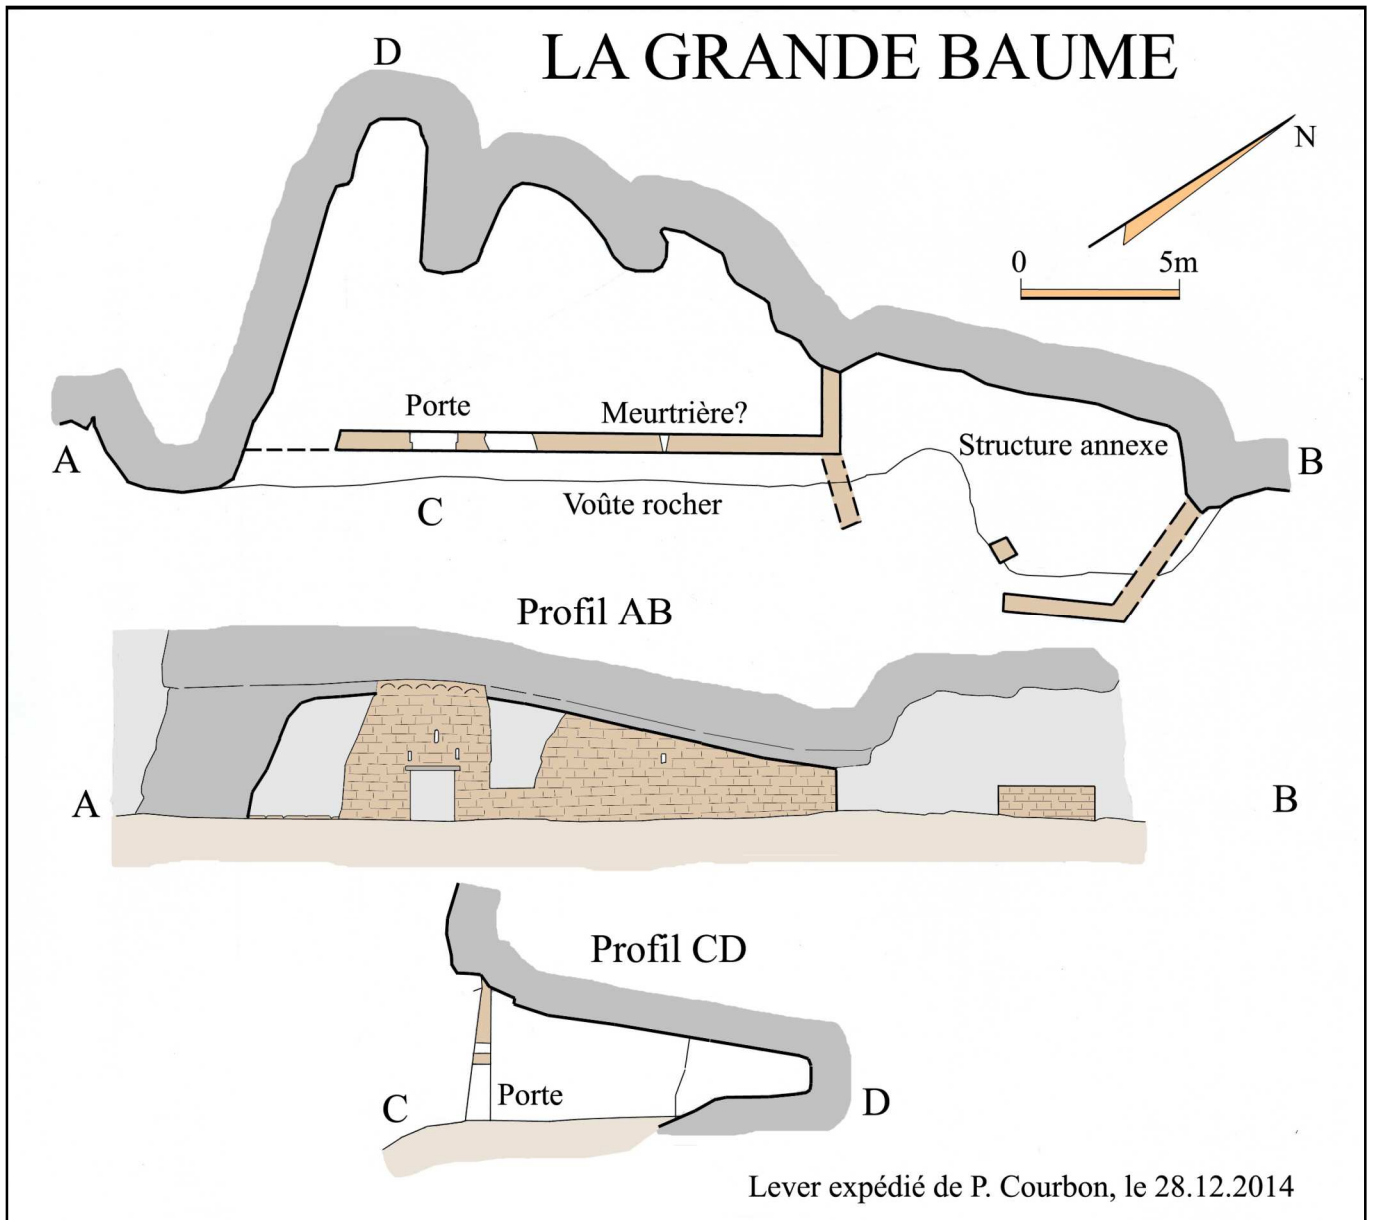 LA GRANDE BAUME
D
N
0 5m
Porte
Meurtrière?
Structure annexe
A
B
C
Voûte rocher
Profil AB
A
B
Profil CD
Porte
C
D
Lever expédié de P. Courbon, le 28.12.2014